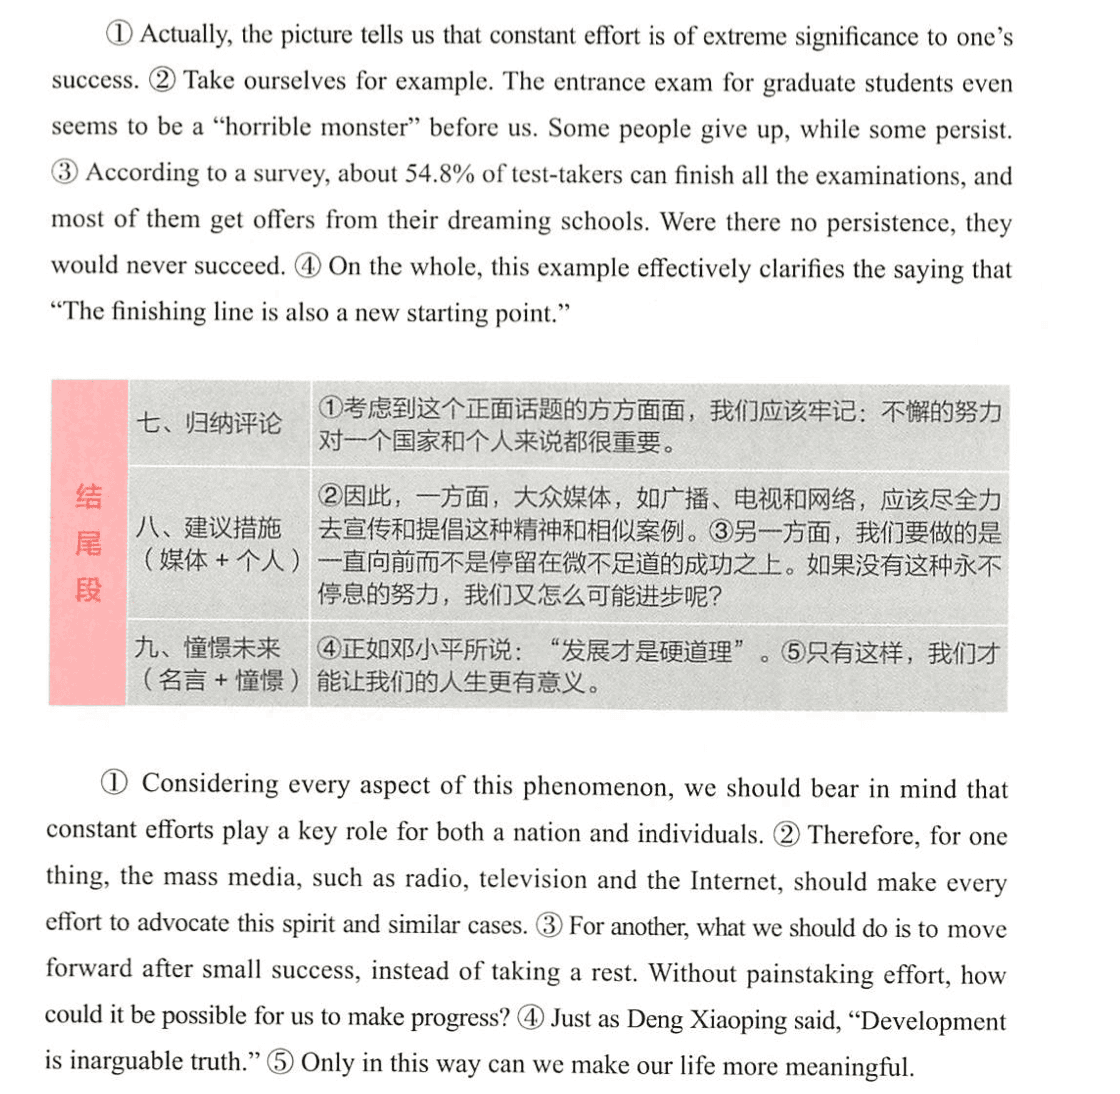 ① Actually, the picture tells us that constant effort is of extreme significance to one's
success. ② Take ourselves for example. The entrance exam for graduate students even
seems to be a “horrible monster” before us. Some people give up, while some persist.
③ According to a survey, about 54.8% of test-takers can finish all the examinations, and
most of them get offers from their dreaming schools. Were there no persistence, they
would never succeed. ④ On the whole, this example effectively clarifies the saying that
“The finishing line is also a new starting point.”
结
尾
段
七、归纳评论
①考虑到这个正面话题的方方面面，我们应该牢记：不懈的努力
对一个国家和个人来说都很重要。
八、建议措施
（媒体 + 个人）
②因此，一方面，大众媒体，如广播、电视和网络，应该尽全力
去宣传和提倡这种精神和相似案例。③另一方面，我们要做的是
一直向前而不是停留在微不足道的成功之上。如果没有这种永不
停息的努力，我们又怎么可能进步呢？
九、憧憬未来
（名言 + 憧憬）
④正如邓小平所说：“发展才是硬道理”。⑤只有这样，我们才
能让我们的人生更有意义。
① Considering every aspect of this phenomenon, we should bear in mind that
constant efforts play a key role for both a nation and individuals. ② Therefore, for one
thing, the mass media, such as radio, television and the Internet, should make every
effort to advocate this spirit and similar cases. ③ For another, what we should do is to move
forward after small success, instead of taking a rest. Without painstaking effort, how
could it be possible for us to make progress? ④ Just as Deng Xiaoping said, “Development
is inarguable truth.” ⑤ Only in this way can we make our life more meaningful.